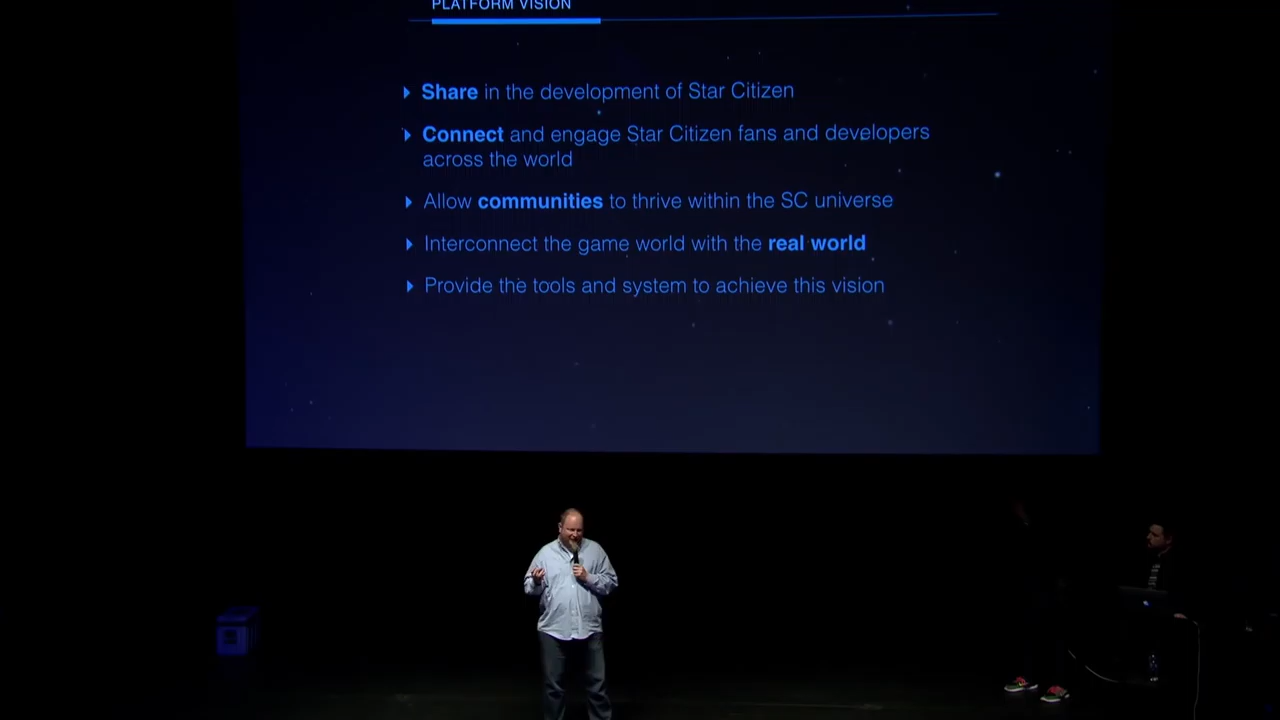 PLATFORM VISION
Share in the development of Star Citizen
Connect and engage Star Citizen fans and developers
across the world
Allow communities to thrive within the SC universe
Interconnect the game world with the real world
Provide the tools and system to achieve this vision